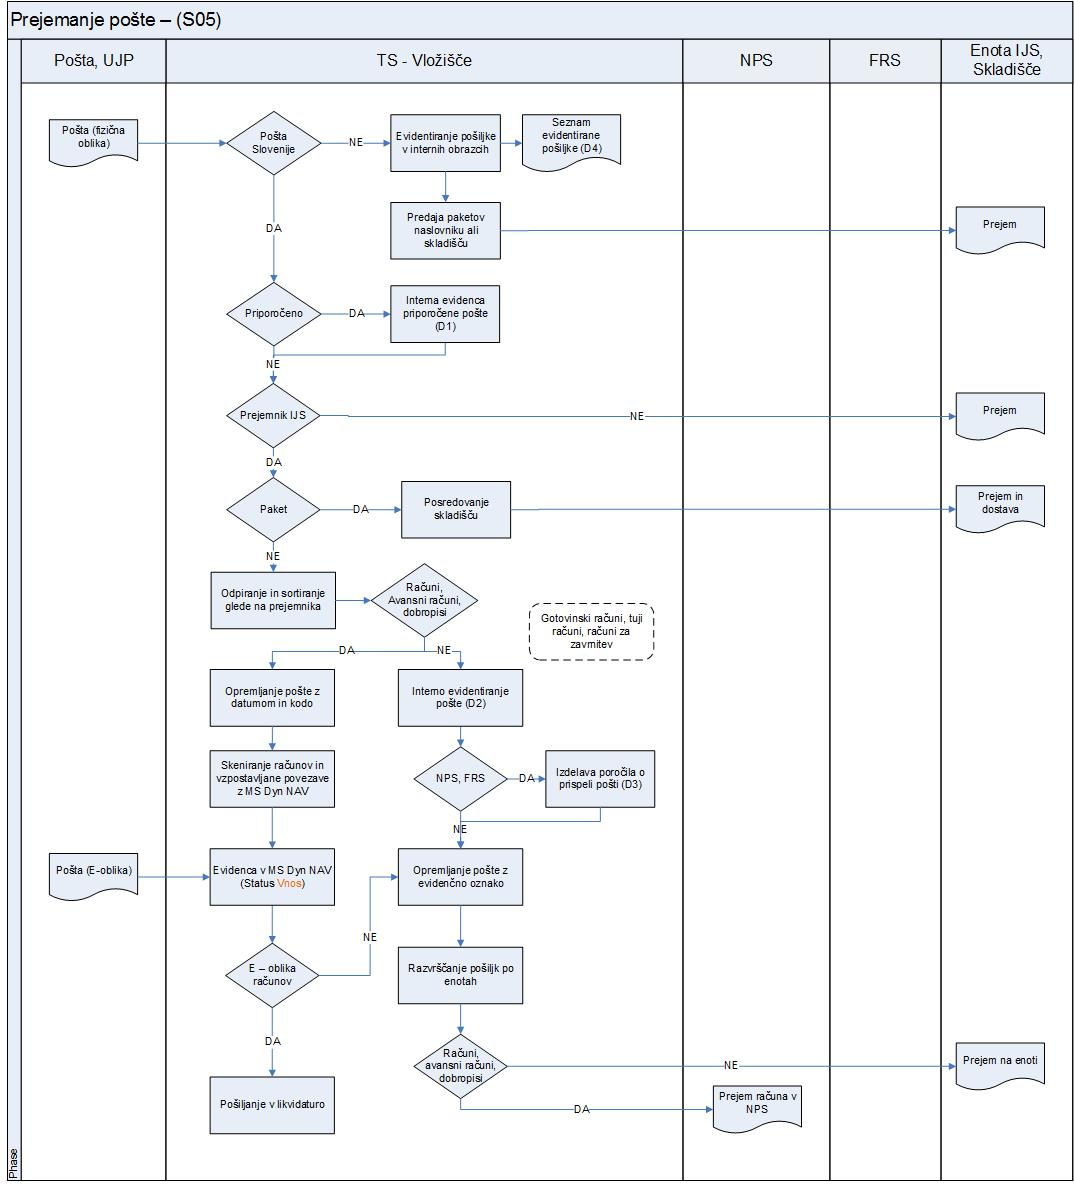 Prejemanje pošte – (S05)
Pošta, UJP
TS - Vložišče
NPS
FRS
Enota IJS,
Skladišče
Pošta (fizična
oblika)
Pošta
Slovenije
NE
Evidentiranje pošiljke
v internih obrazcih
Seznam
evidentirane
pošiljke (D4)
DA
Predaja paketov
naslovniku ali
skladišču
Prejem
Priporočeno
DA
Interna evidenca
priporočene pošte
(D1)
NE
Prejemnik IJS
NE
Prejem
DA
Paket
DA
Posredovanje
skladišču
Prejem in
dostava
NE
Odpiranje in sortiranje
glede na prejemnika
Računi,
Avansni računi,
dobropisi
Gotovinski računi, tuji
računi, računi za
zavrnitev
DA
NE
Opremljanje pošte z
datumom in kodo
Interno evidentiranje
pošte (D2)
Skeniranje računov in
vzpostavljane povezave
z MS Dyn NAV
NPS, FRS
DA
Izdelava poročila o
prispeli pošti (D3)
NE
Pošta (E-oblika)
Evidenca v MS Dyn NAV
(Status Vnos)
Opremljanje pošte z
evidenčno oznako
NE
E – oblika
računov
Razvrščanje pošiljk po
enotah
DA
Računi,
avansni računi,
dobropisi
NE
Prejem na enoti
Pošiljanje v likvidaturo
DA
Prejem računa v
NPS
Phase